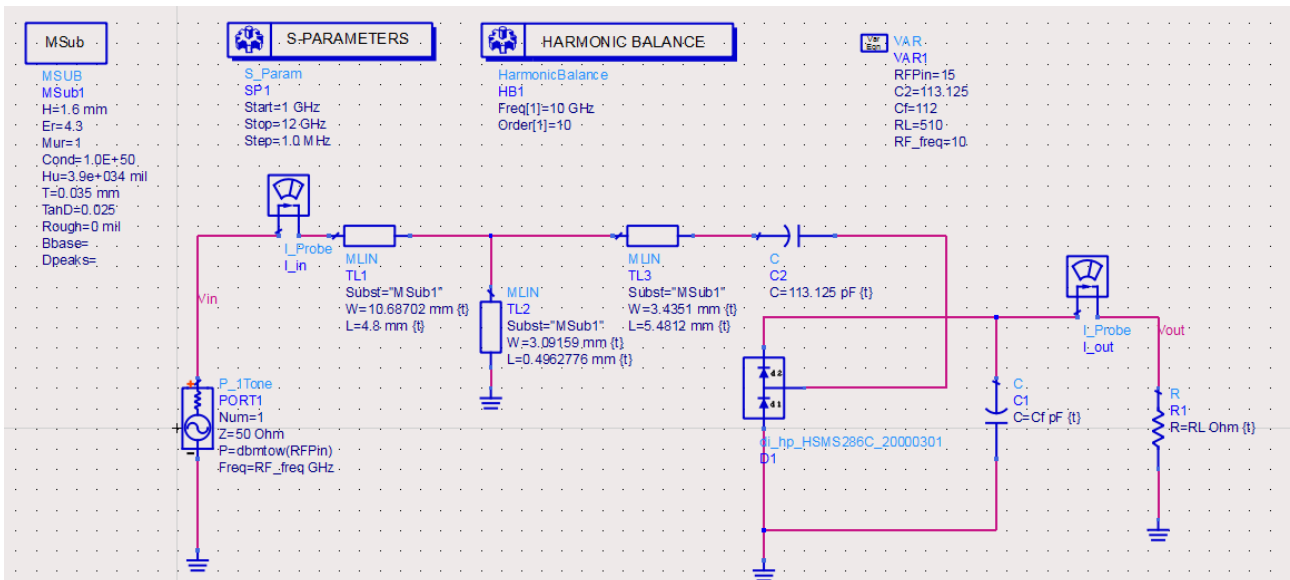 MSub
MSUB
MSub1
H=1.6 mm
Er=4.3
Mur=1
Cond=1.0E+50
Hu=3.9e+034 mil
T=0.035 mm
TanD=0.025
Rough=0 mil
Bbase=
Dpeaks=
S-PARAMETERS
S_Param
SP1
Start=1 GHz
Stop=12 GHz
Step=1.0 MHz
HARMONIC BALANCE
HarmonicBalance
HB1
Freq[1]=10 GHz
Order[1]=10
Var
Eqn
VAR
VAR1
RFPin=15
C2=113.125
Cf=112
RL=510
RF_freq=10
I_Probe
I_in
MLIN
TL1
Subst="MSub1"
W=10.68702 mm {t}
L=4.8 mm {t}
MLIN
TL2
Subst="MSub1"
W=3.09159 mm {t}
L=0.4962776 mm {t}
MLIN
TL3
Subst="MSub1"
W=3.4351 mm {t}
L=5.4812 mm {t}
C
C2
C=113.125 pF {t}
Vin
P_1Tone
PORT1
Num=1
Z=50 Ohm
P=dbmtow(RFPin)
Freq=RF_freq GHz
d2
d1
di_hp_HSMS286C_20000301
D1
C
C1
C=Cf pF {t}
I_Probe
I_out
Vout
R
R1
R=RL Ohm {t}